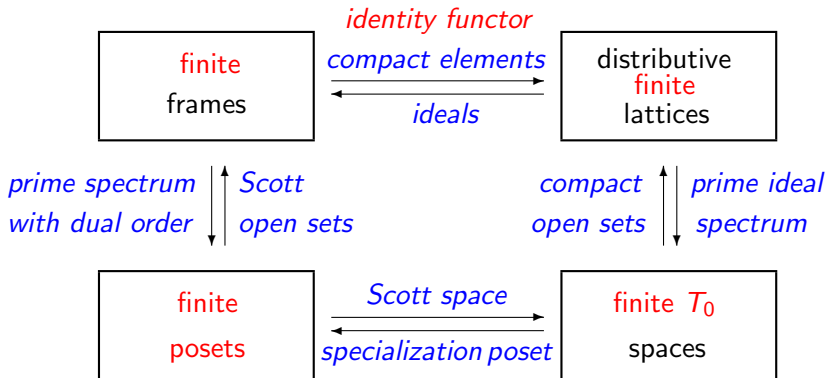 identity functor
finite
frames
compact elements
ideals
distributive
finite
lattices
prime spectrum
with dual order
Scott
open sets
compact
open sets
prime ideal
spectrum
finite
posets
Scott space
specialization poset
finite T₀
spaces